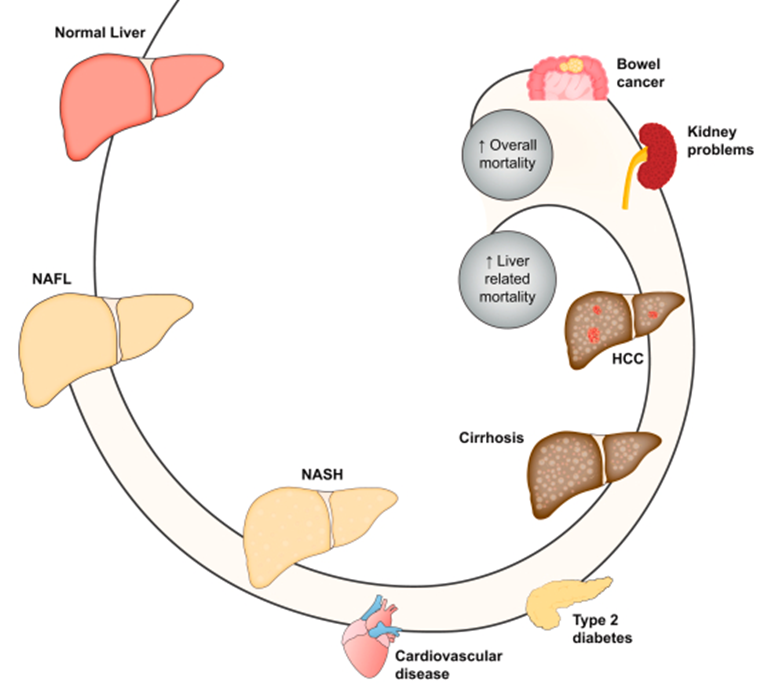 Normal Liver
Bowel
cancer
Kidney
problems
↑ Overall
mortality
↑ Liver
related
mortality
NAFL
HCC
Cirrhosis
NASH
Type 2
diabetes
Cardiovascular
disease